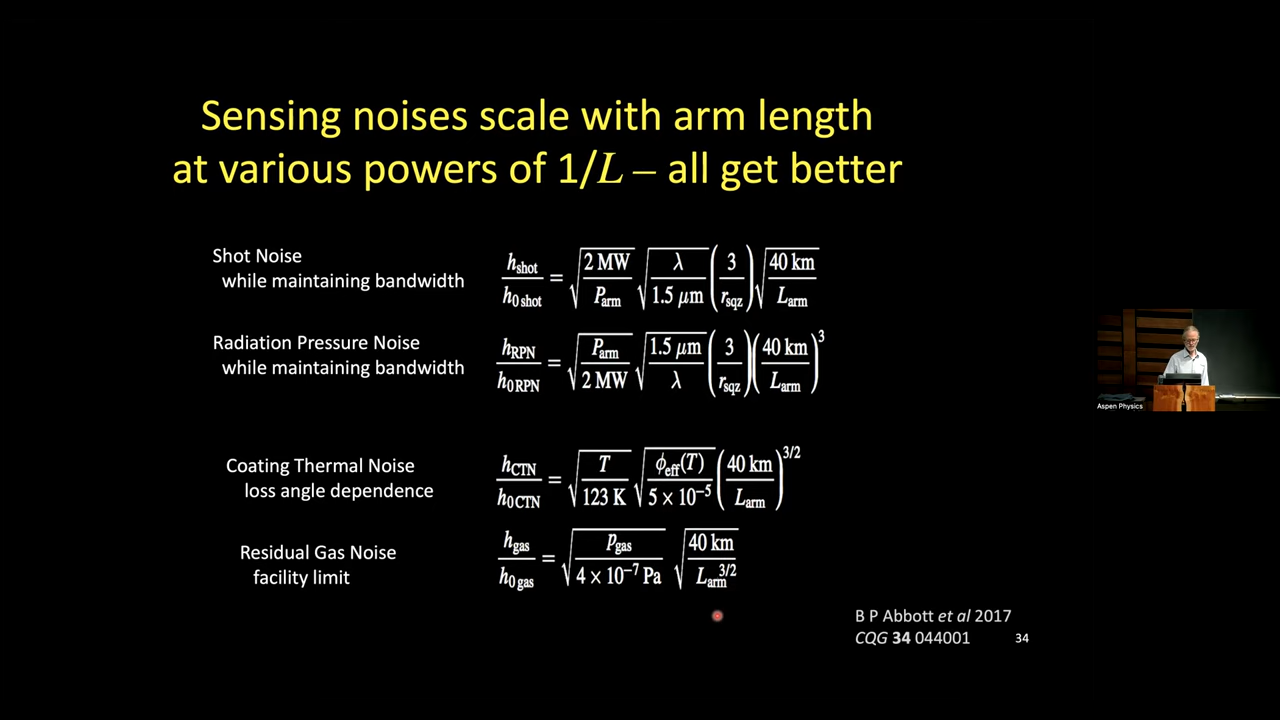 Sensing noises scale with arm length
at various powers of 1/L – all get better
Shot Noise
while maintaining bandwidth
h_shot / h_0 shot = √(2 MW / P_arm) √(λ / 1.5 μm) (3 / r_sqz) √(40 km / L_arm)
Radiation Pressure Noise
while maintaining bandwidth
h_RPN / h_0 RPN = √(P_arm / 2 MW) √(1.5 μm / λ) (3 / r_sqz) (40 km / L_arm)^3
Coating Thermal Noise
loss angle dependence
h_CTN / h_0 CTN = √(T / 123 K) √(ϕ_eff(T) / 5 × 10^−5) (40 km / L_arm)^3/2
Residual Gas Noise
facility limit
h_gas / h_0 gas = √(p_gas / 4 × 10^−7 Pa) √(40 km / L_arm^3/2)
B P Abbott et al 2017
CQG 34 044001
34
Aspen Physics